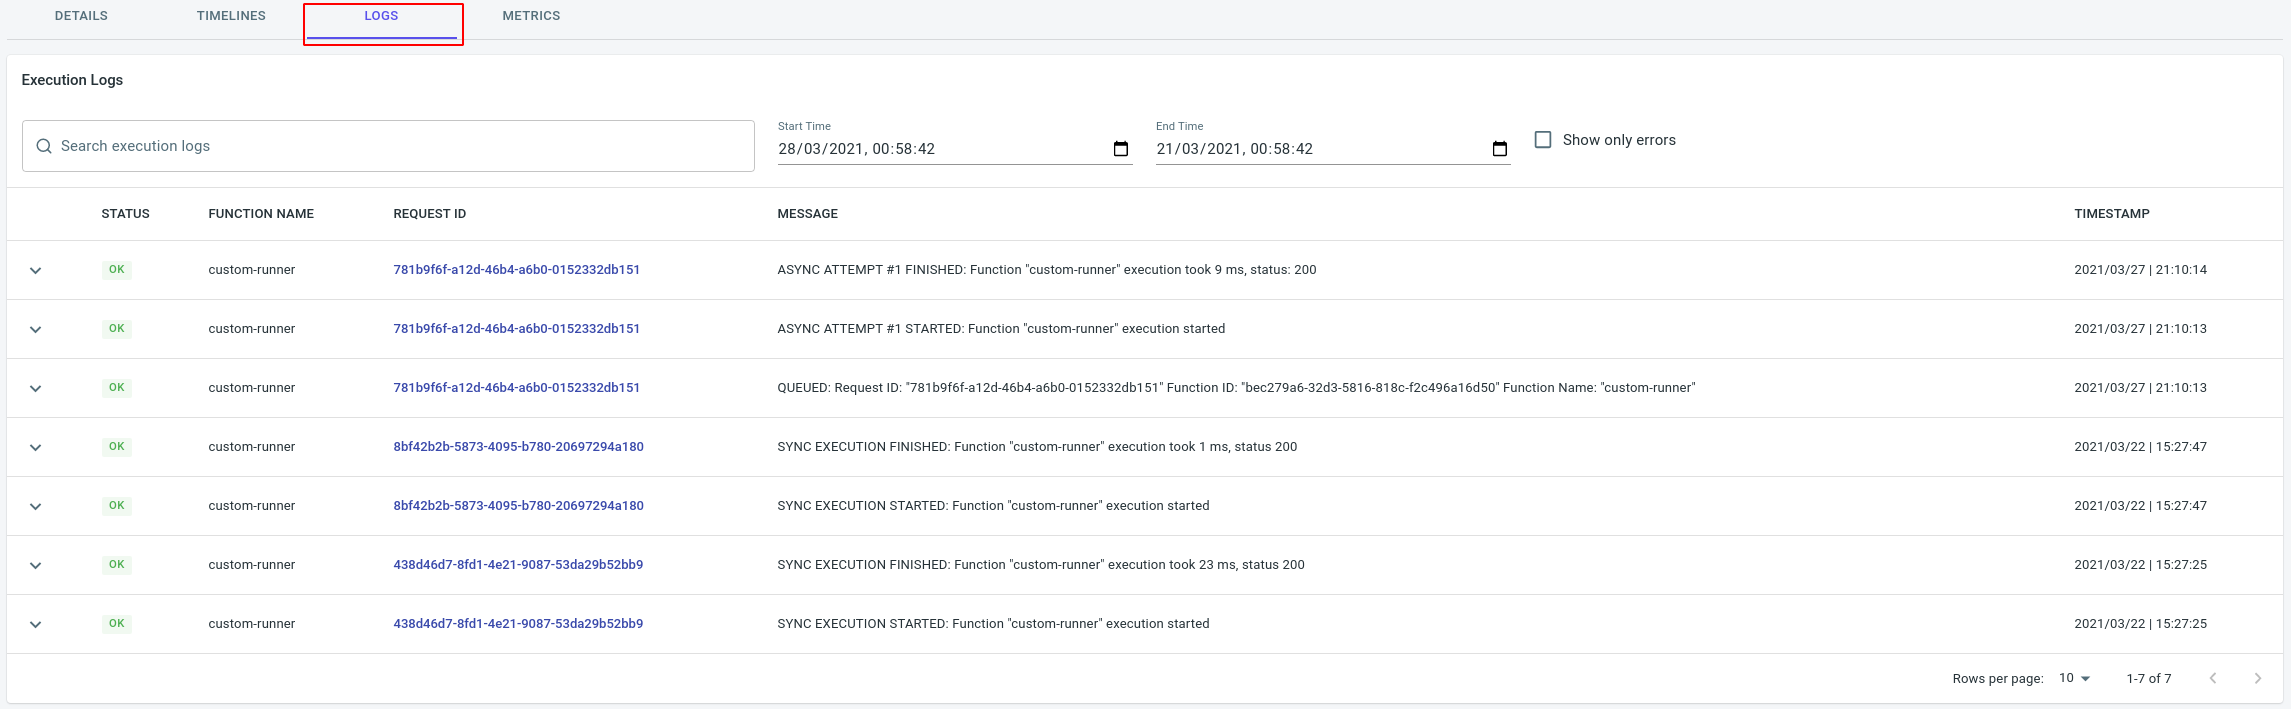 DETAILS TIMELINES LOGS METRICS
Execution Logs
Search execution logs
Start Time
28/03/2021, 00:58:42
End Time
21/03/2021, 00:58:42
Show only errors
STATUS FUNCTION NAME REQUEST ID MESSAGE TIMESTAMP
OK custom-runner 781b9f6f-a12d-46b4-a6b0-0152332db151 ASYNC ATTEMPT #1 FINISHED: Function "custom-runner" execution took 9 ms, status: 200 2021/03/27 | 21:10:14
OK custom-runner 781b9f6f-a12d-46b4-a6b0-0152332db151 ASYNC ATTEMPT #1 STARTED: Function "custom-runner" execution started 2021/03/27 | 21:10:13
OK custom-runner 781b9f6f-a12d-46b4-a6b0-0152332db151 QUEUED: Request ID: "781b9f6f-a12d-46b4-a6b0-0152332db151" Function ID: "bec279a6-32d3-5816-818c-f2c496a16d50" Function Name: "custom-runner" 2021/03/27 | 21:10:13
OK custom-runner 8bf42b2b-5873-4095-b780-20697294a180 SYNC EXECUTION FINISHED: Function "custom-runner" execution took 1 ms, status 200 2021/03/22 | 15:27:47
OK custom-runner 8bf42b2b-5873-4095-b780-20697294a180 SYNC EXECUTION STARTED: Function "custom-runner" execution started 2021/03/22 | 15:27:47
OK custom-runner 438d46d7-8fd1-4e21-9087-53da29b52bb9 SYNC EXECUTION FINISHED: Function "custom-runner" execution took 23 ms, status 200 2021/03/22 | 15:27:25
OK custom-runner 438d46d7-8fd1-4e21-9087-53da29b52bb9 SYNC EXECUTION STARTED: Function "custom-runner" execution started 2021/03/22 | 15:27:25
Rows per page: 10 1-7 of 7